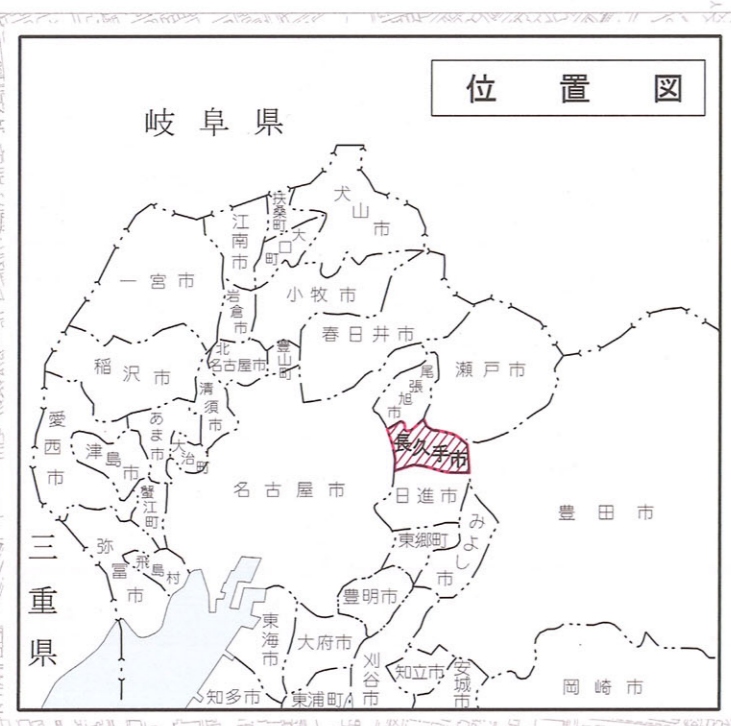 位置図
岐阜県
犬山市
扶桑町
大口町
江南市
一宮市
小牧市
岩倉市
春日井市
北名古屋市
豊山町
瀬戸市
稲沢市
尾張旭市
清須市
愛西市
あま市
津島市
大治町
長久手市
名古屋市
日進市
蟹江町
みよし市
豊田市
東郷町
三重県
弥富市
飛島村
豊明市
東海市
大府市
刈谷市
知立市
安城市
岡崎市
知多市
東浦町